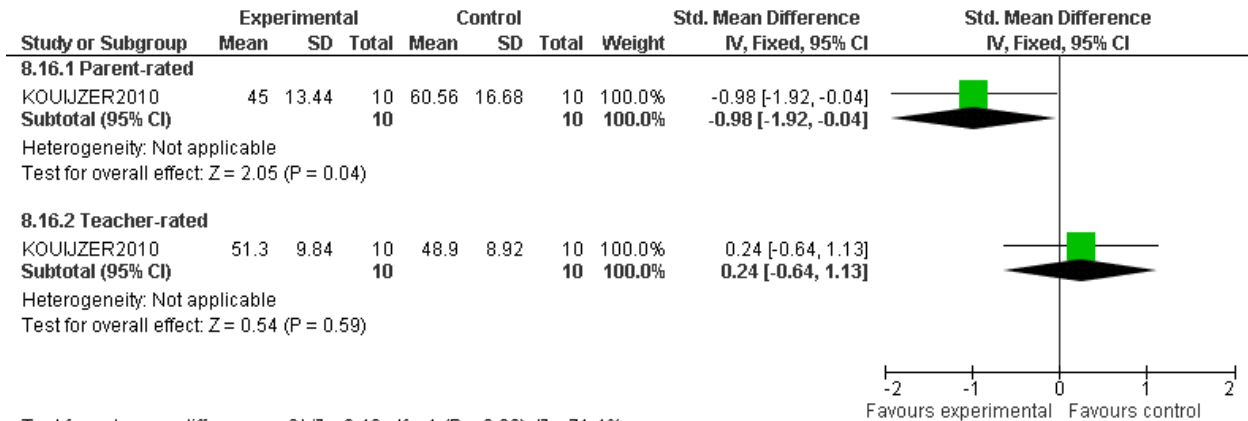 Experimental Control Std. Mean Difference Std. Mean Difference
Study or Subgroup Mean SD Total Mean SD Total Weight IV, Fixed, 95% CI IV, Fixed, 95% CI
8.16.1 Parent-rated
KOUIJZER2010 45 13.44 10 60.56 16.68 10 100.0% -0.98 [-1.92, -0.04]
Subtotal (95% CI) 10 10 100.0% -0.98 [-1.92, -0.04]
Heterogeneity: Not applicable
Test for overall effect: Z = 2.05 (P = 0.04)
8.16.2 Teacher-rated
KOUIJZER2010 51.3 9.84 10 48.9 8.92 10 100.0% 0.24 [-0.64, 1.13]
Subtotal (95% CI) 10 10 100.0% 0.24 [-0.64, 1.13]
Heterogeneity: Not applicable
Test for overall effect: Z = 0.54 (P = 0.59)
-2 -1 0 1 2
Favours experimental Favours control